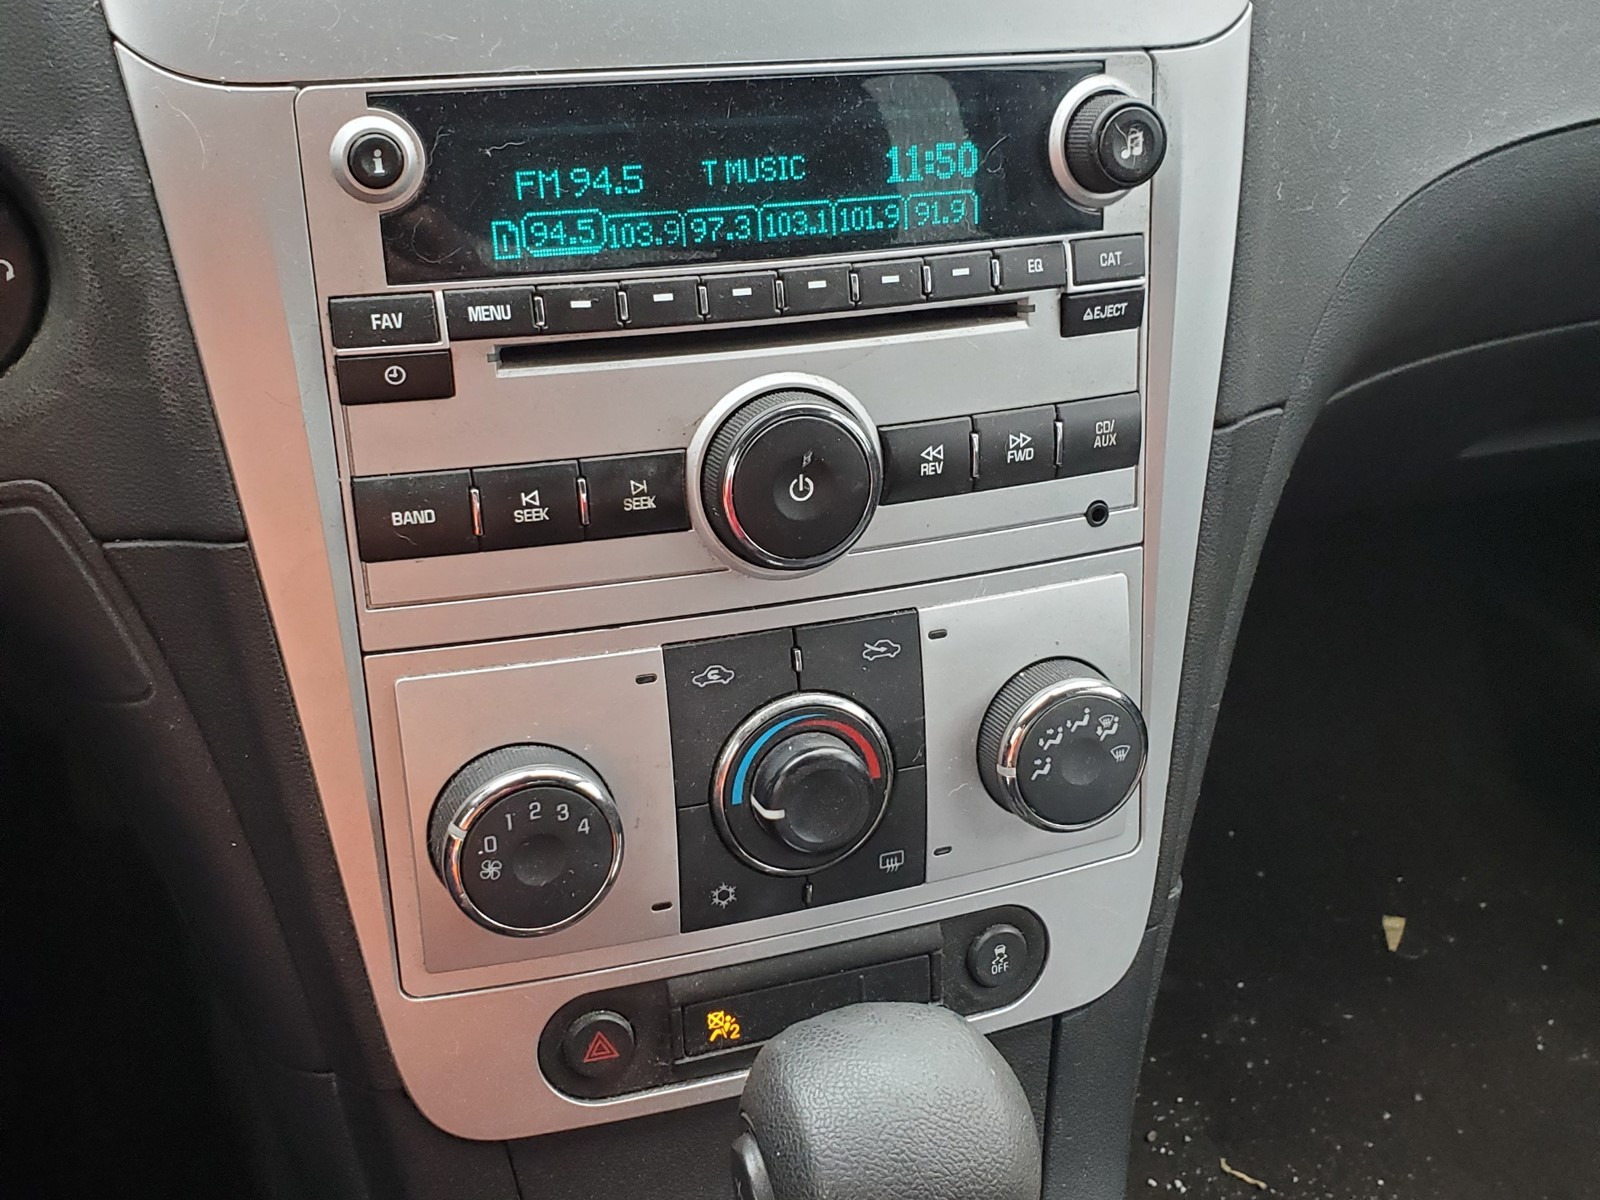 FM 94.5 T MUSIC 11:50
94.5 103.9 97.3 103.1 101.9 91.9
i
FAV MENU EQ CAT
EJECT
BAND SEEK SEEK REV FWD CD/
AUX
0 1 2 3 4
OFF
2